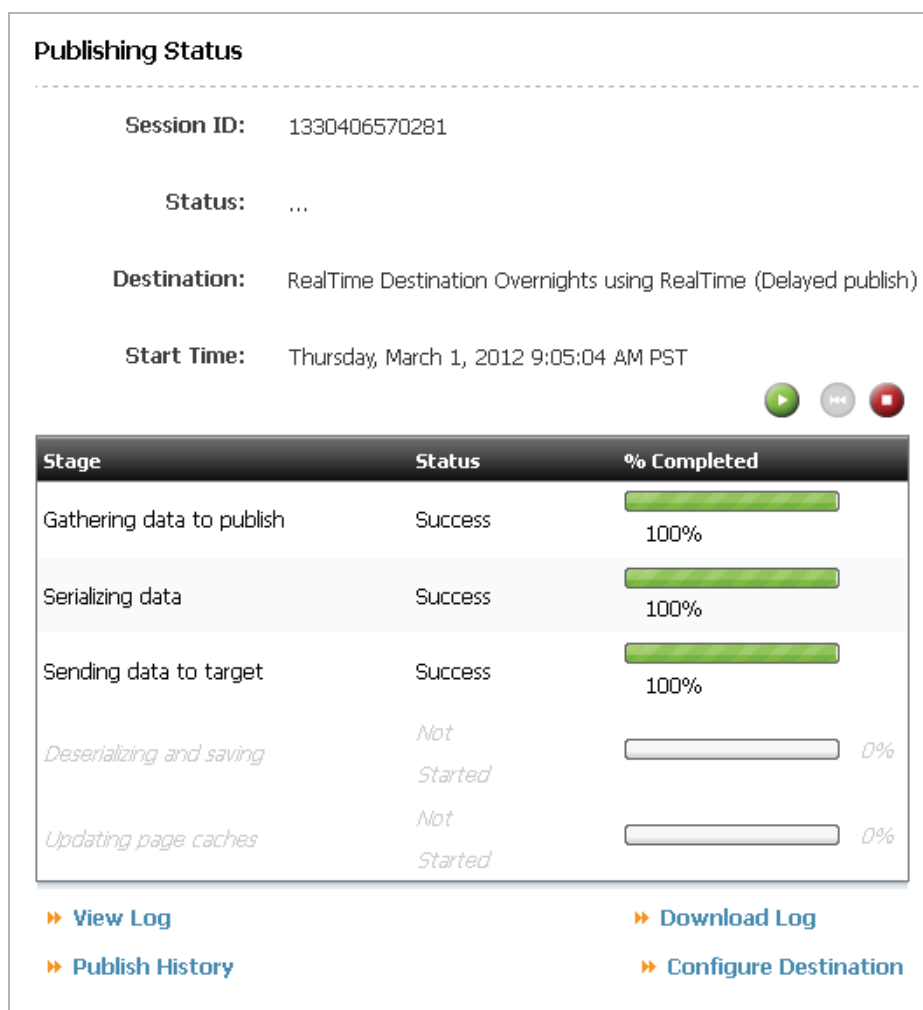 Publishing Status
Session ID: 1330406570281
Status: ...
Destination: RealTime Destination Overnights using RealTime (Delayed publish)
Start Time: Thursday, March 1, 2012 9:05:04 AM PST
Stage Status % Completed
Gathering data to publish Success 100%
Serializing data Success 100%
Sending data to target Success 100%
Deserializing and saving Not Started 0%
Updating page caches Not Started 0%
View Log Download Log
Publish History Configure Destination